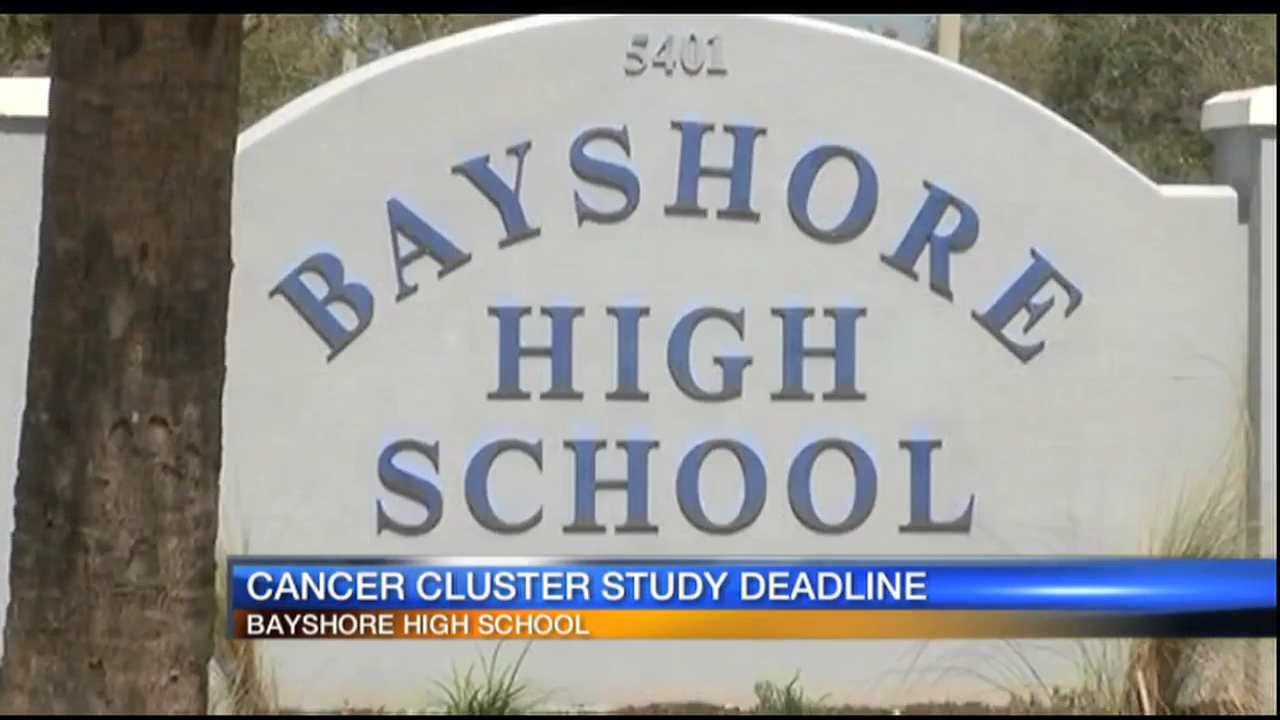 5401
BAYSHORE
HIGH
SCHOOL
CANCER CLUSTER STUDY DEADLINE
BAYSHORE HIGH SCHOOL